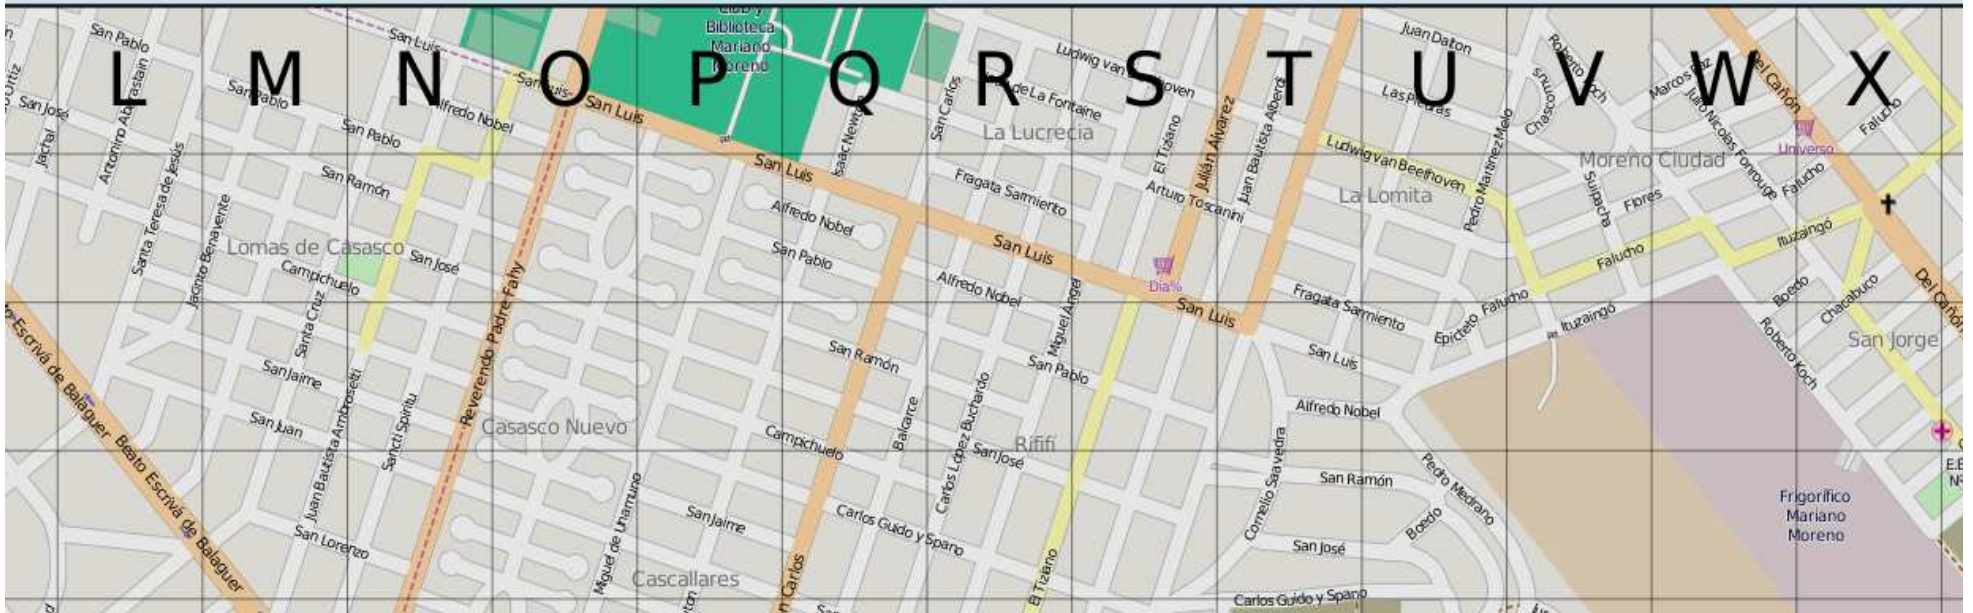 L M N O P Q R S T U V W X
San Pablo
San Luis
Biblioteca
Mariano
Moreno
Ludwig van Beethoven
Juan Dalton
Roberto Koch
Marcos Paz
Del Cañón
San José
San Pablo
Alfredo Nobel
San Luis
San Luis
San Carlos
de La Fontaine
La Lucrecia
Las Piedras
Chascomús
Falucho
Universo
Jachal
Antonino Aberastain
San Pablo
Isaac Newton
El Tiziano
Julián Álvarez
Juan Bautista Alberdi
Ludwig van Beethoven
Pedro Martínez Melo
Moreno Ciudad
Julio Nicolas Fonrouge
Santa Teresa de Jesús
San Ramón
San Luis
Fragata Sarmiento
Arturo Toscanini
La Lomita
Suipacha
Flores
Falucho
Jacinto Benavente
Lomas de Casasco
San José
Campichuelo
Alfredo Nobel
San Pablo
San Luis
Alfredo Nobel
Día%
Falucho
Ituzaingó
Boedo
Chacabuco
Del Cañón
Santa Cruz
Reverendo Padre Fahy
Miguel Ángel
San Luis
Fragata Sarmiento
Epicteto
Falucho
Ituzaingó
Roberto Koch
San Jorge
Escrivá de Balaguer
San Jaime
San Ramón
San Pablo
San Luis
Alfredo Nobel
San Juan
Juan Bautista Ambrosetti
Sancti Spiritu
Casasco Nuevo
Campichuelo
Balcarce
Carlos López Buchardo
Rififí
San José
Cornelio Saavedra
Beato Escrivá de Balaguer
Miguel de Unamuno
San Jaime
Carlos Guido y Spano
San Ramón
Pedro Medrano
Boedo
Frigorífico
Mariano
Moreno
San Lorenzo
Cascallares
El Tiziano
San José
Carlos Guido y Spano